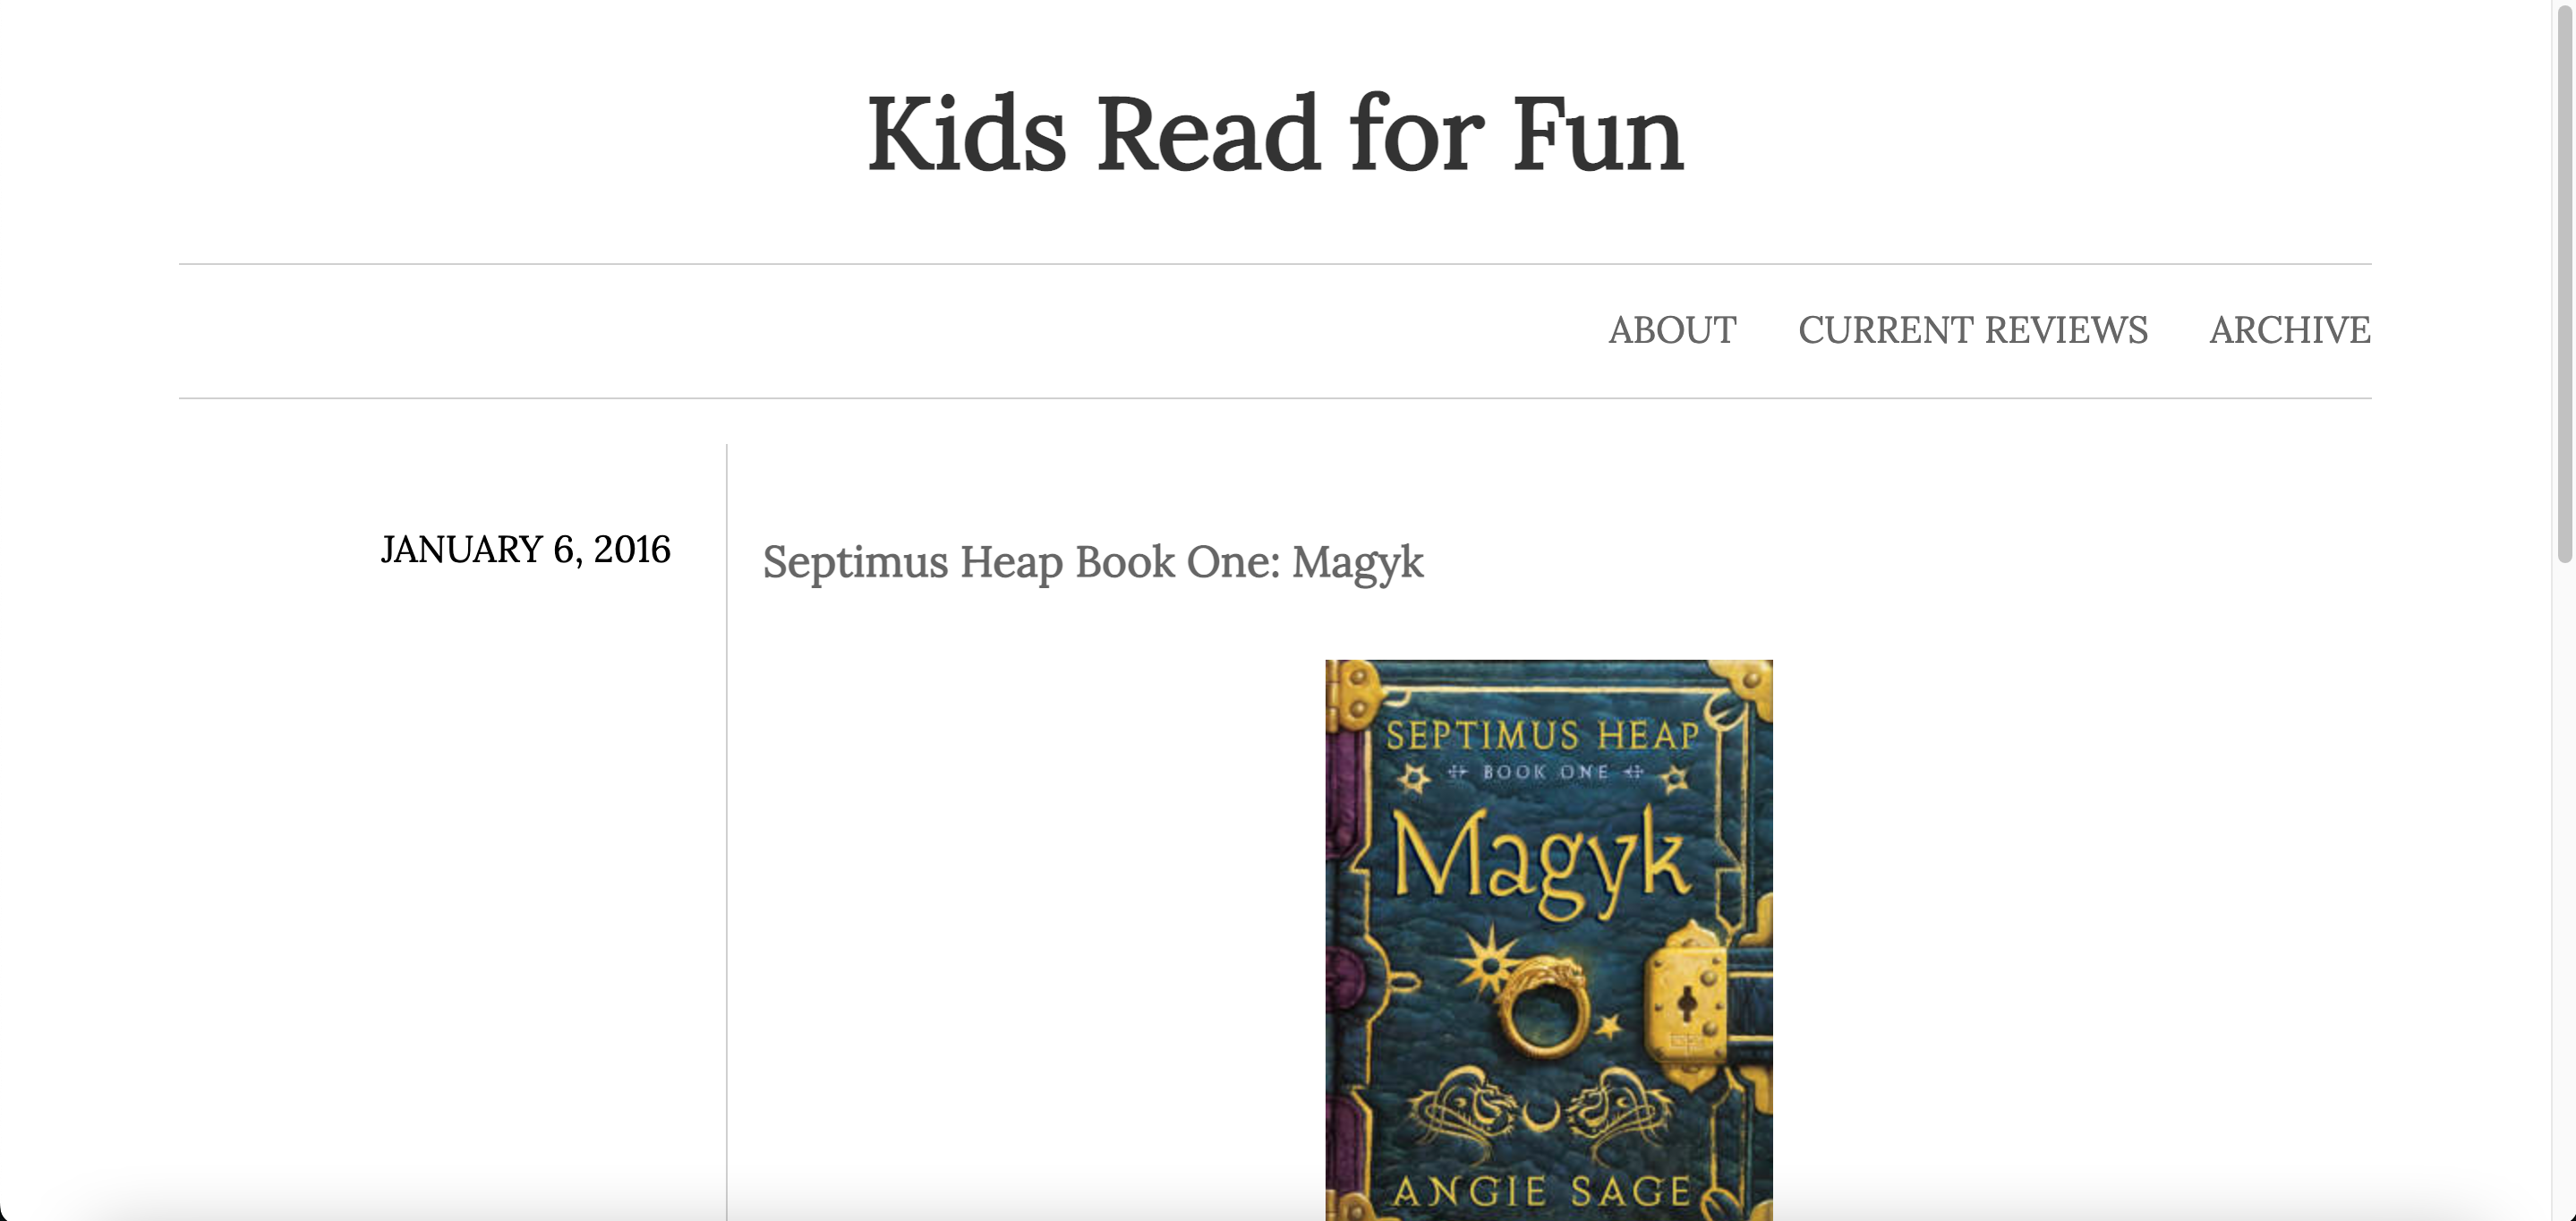 Kids Read for Fun
ABOUT CURRENT REVIEWS ARCHIVE
JANUARY 6, 2016
Septimus Heap Book One: Magyk
SEPTIMUS HEAP
BOOK ONE
Magyk
ANGIE SAGE